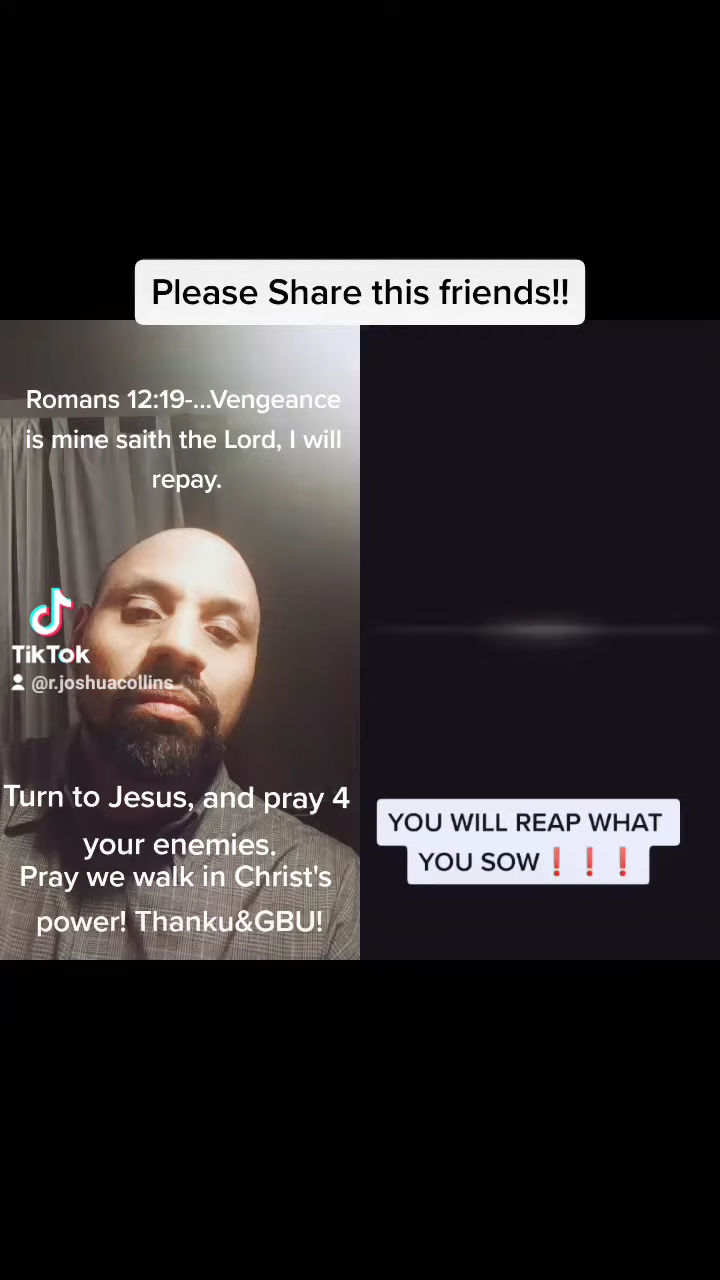 Please Share this friends!!
Romans 12:19-...Vengeance
is mine saith the Lord, I will
repay.
TikTok
@r.joshuacollins
Turn to Jesus, and pray 4
your enemies.
Pray we walk in Christ's
power! Thanku&GBU!
YOU WILL REAP WHAT
YOU SOW❗❗❗